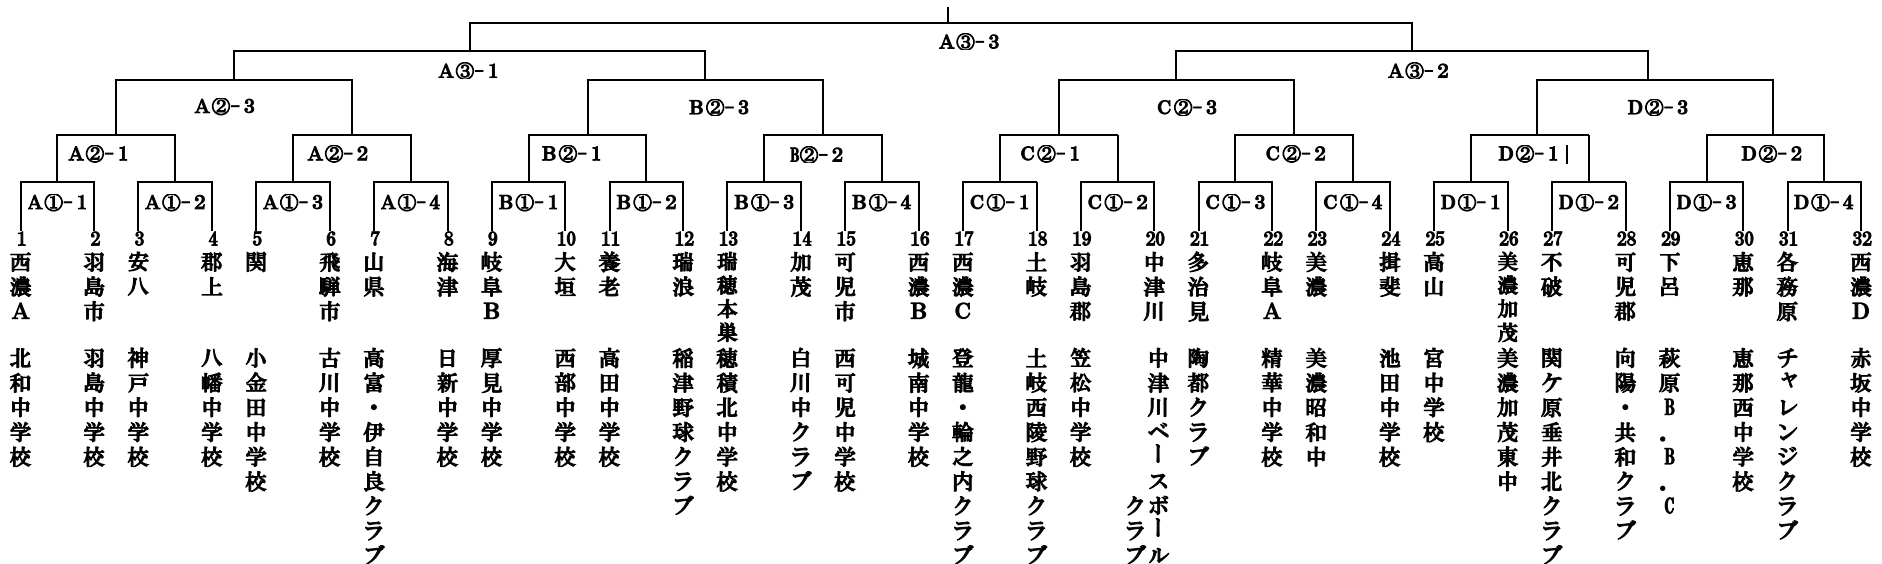 A③-3
A③-1
A③-2
A②-3
B②-3
C②-3
D②-3
A②-1
A②-2
B②-1
B②-2
C②-1
C②-2
D②-1
D②-2
A①-1
A①-2
A①-3
A①-4
B①-1
B①-2
B①-3
B①-4
C①-1
C①-2
C①-3
C①-4
D①-1
D①-2
D①-3
D①-4
1 西濃A 北和中学校
2 羽島市 羽島中学校
3 安八 神戸中学校
4 郡上 八幡中学校
5 関 小金田中学校
6 飛騨市 古川中学校
7 山県 高富・伊自良クラブ
8 海津 日新中学校
9 岐阜B 厚見中学校
10 大垣 西部中学校
11 養老 高田中学校
12 瑞浪 稲津野球クラブ
13 瑞穂本巣 穂積北中学校
14 加茂 白川中クラブ
15 可児市 西可児中学校
16 西濃B 城南中学校
17 西濃C 登龍・輪之内クラブ
18 土岐 土岐西陵野球クラブ
19 羽島郡 笠松中学校
20 中津川 中津川ベースボール
クラブ
21 多治見 陶都クラブ
22 岐阜A 精華中学校
23 美濃 美濃昭和中
24 揖斐 池田中学校
25 高山 宮中学校
26 美濃加茂 美濃加茂東中
27 不破 関ケ原垂井北クラブ
28 可児郡 向陽・共和クラブ
29 下呂 萩原B.B.C
30 恵那 恵那西中学校
31 各務原 チャレンジクラブ
32 西濃D 赤坂中学校